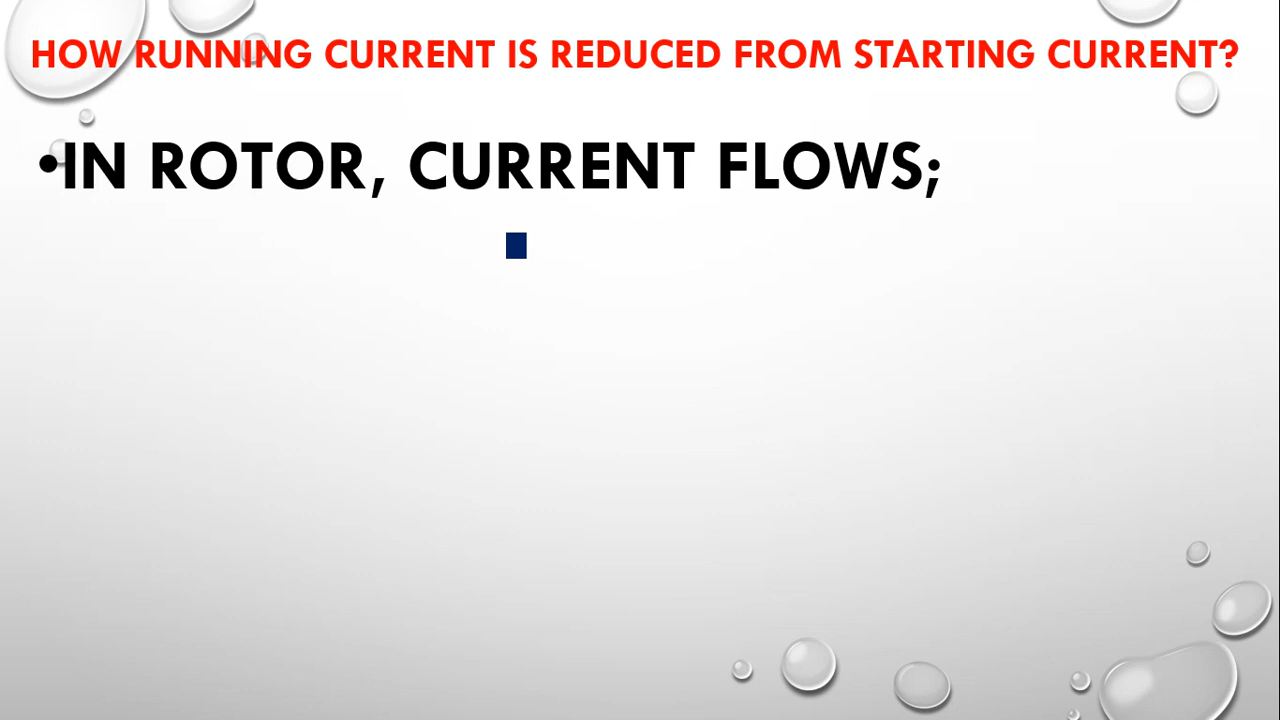 HOW RUNNING CURRENT IS REDUCED FROM STARTING CURRENT?
•IN ROTOR, CURRENT FLOWS;